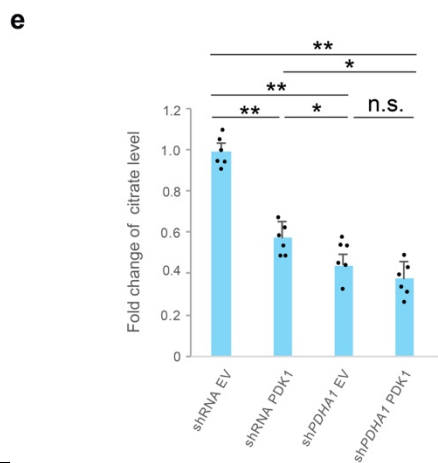 e
**
*
**
** * n.s.
Fold change of citrate level
1.2
1.0
0.8
0.6
0.4
0.2
0
shRNA EV
shRNA PDK1
shPDHA1 EV
shPDHA1 PDK1